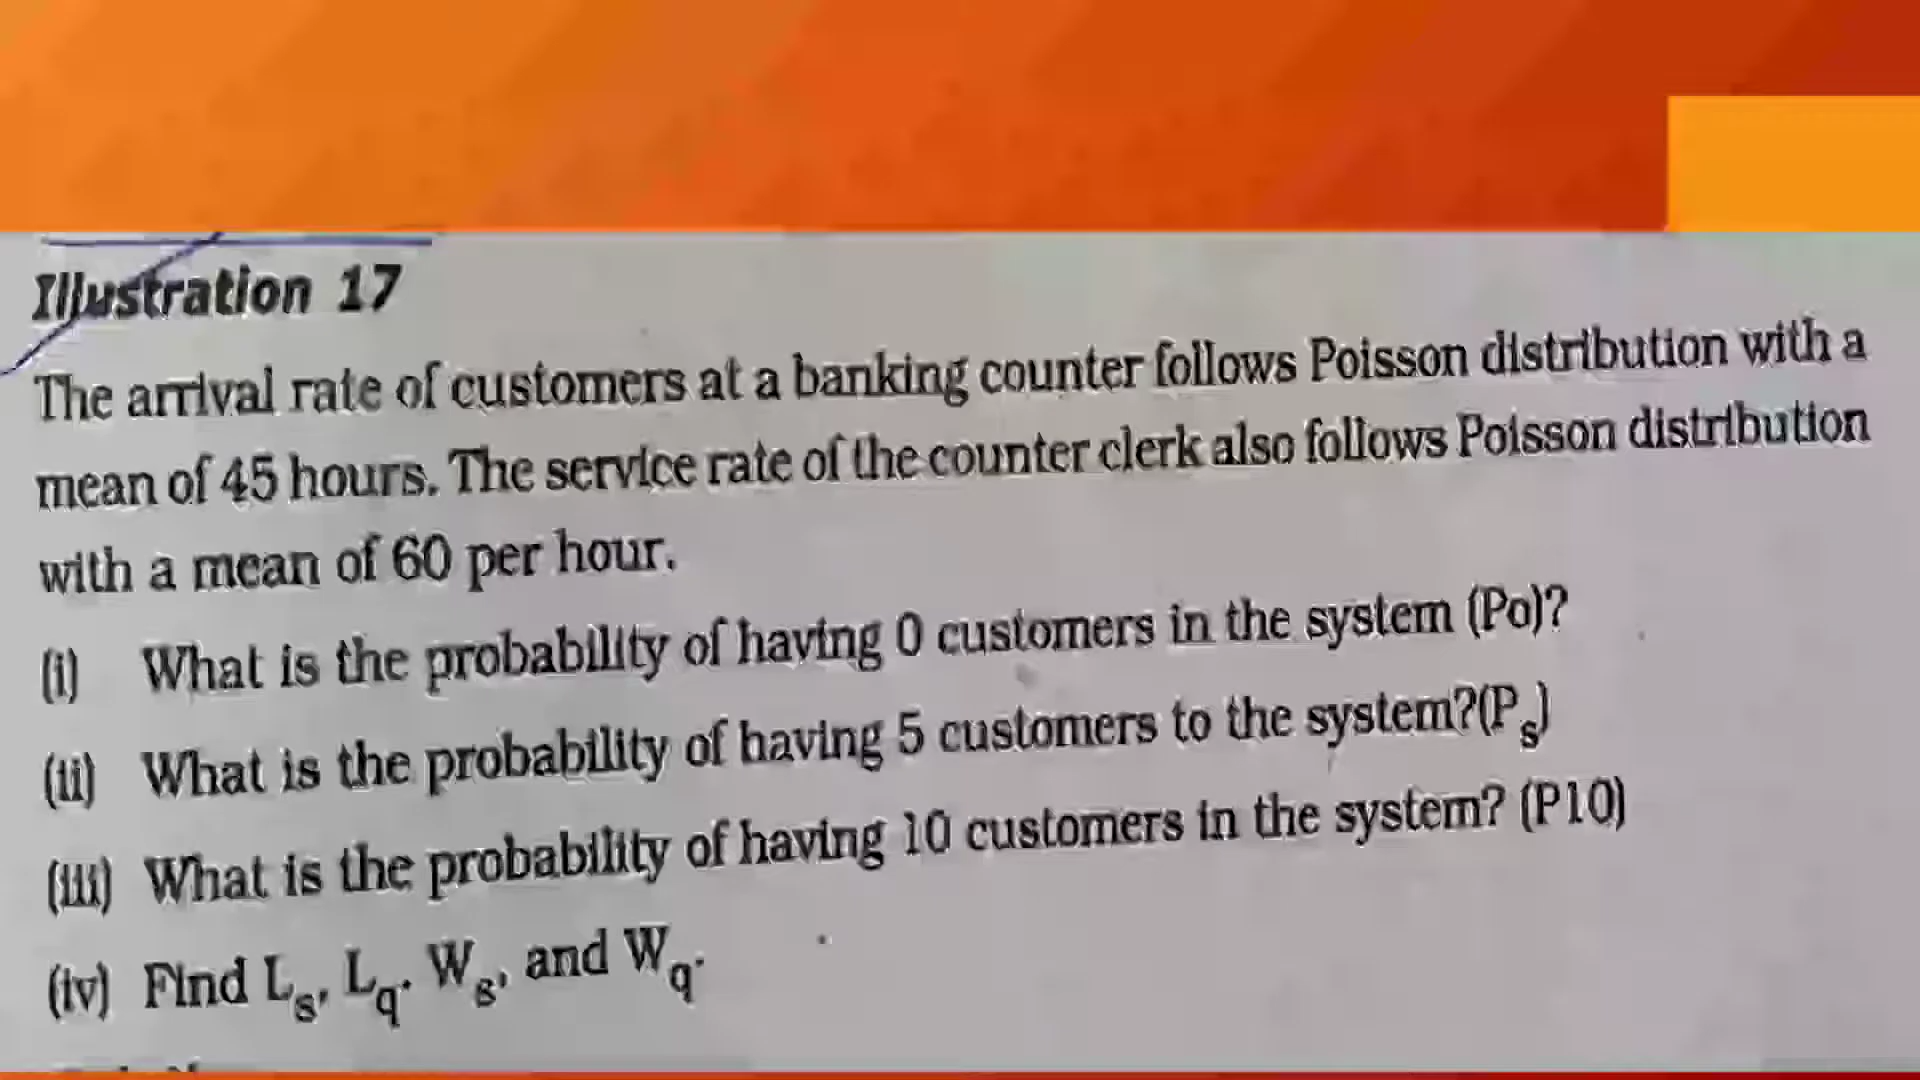 Illustration 17
The arrival rate of customers at a banking counter follows Poisson distribution with a
mean of 45 hours. The service rate of the counter clerk also follows Poisson distribution
with a mean of 60 per hour.
(i) What is the probability of having 0 customers in the system (Po)?
(ii) What is the probability of having 5 customers to the system?(Ps)
(iii) What is the probability of having 10 customers in the system? (P10)
(iv) Find Ls, Lq. Ws, and Wq.